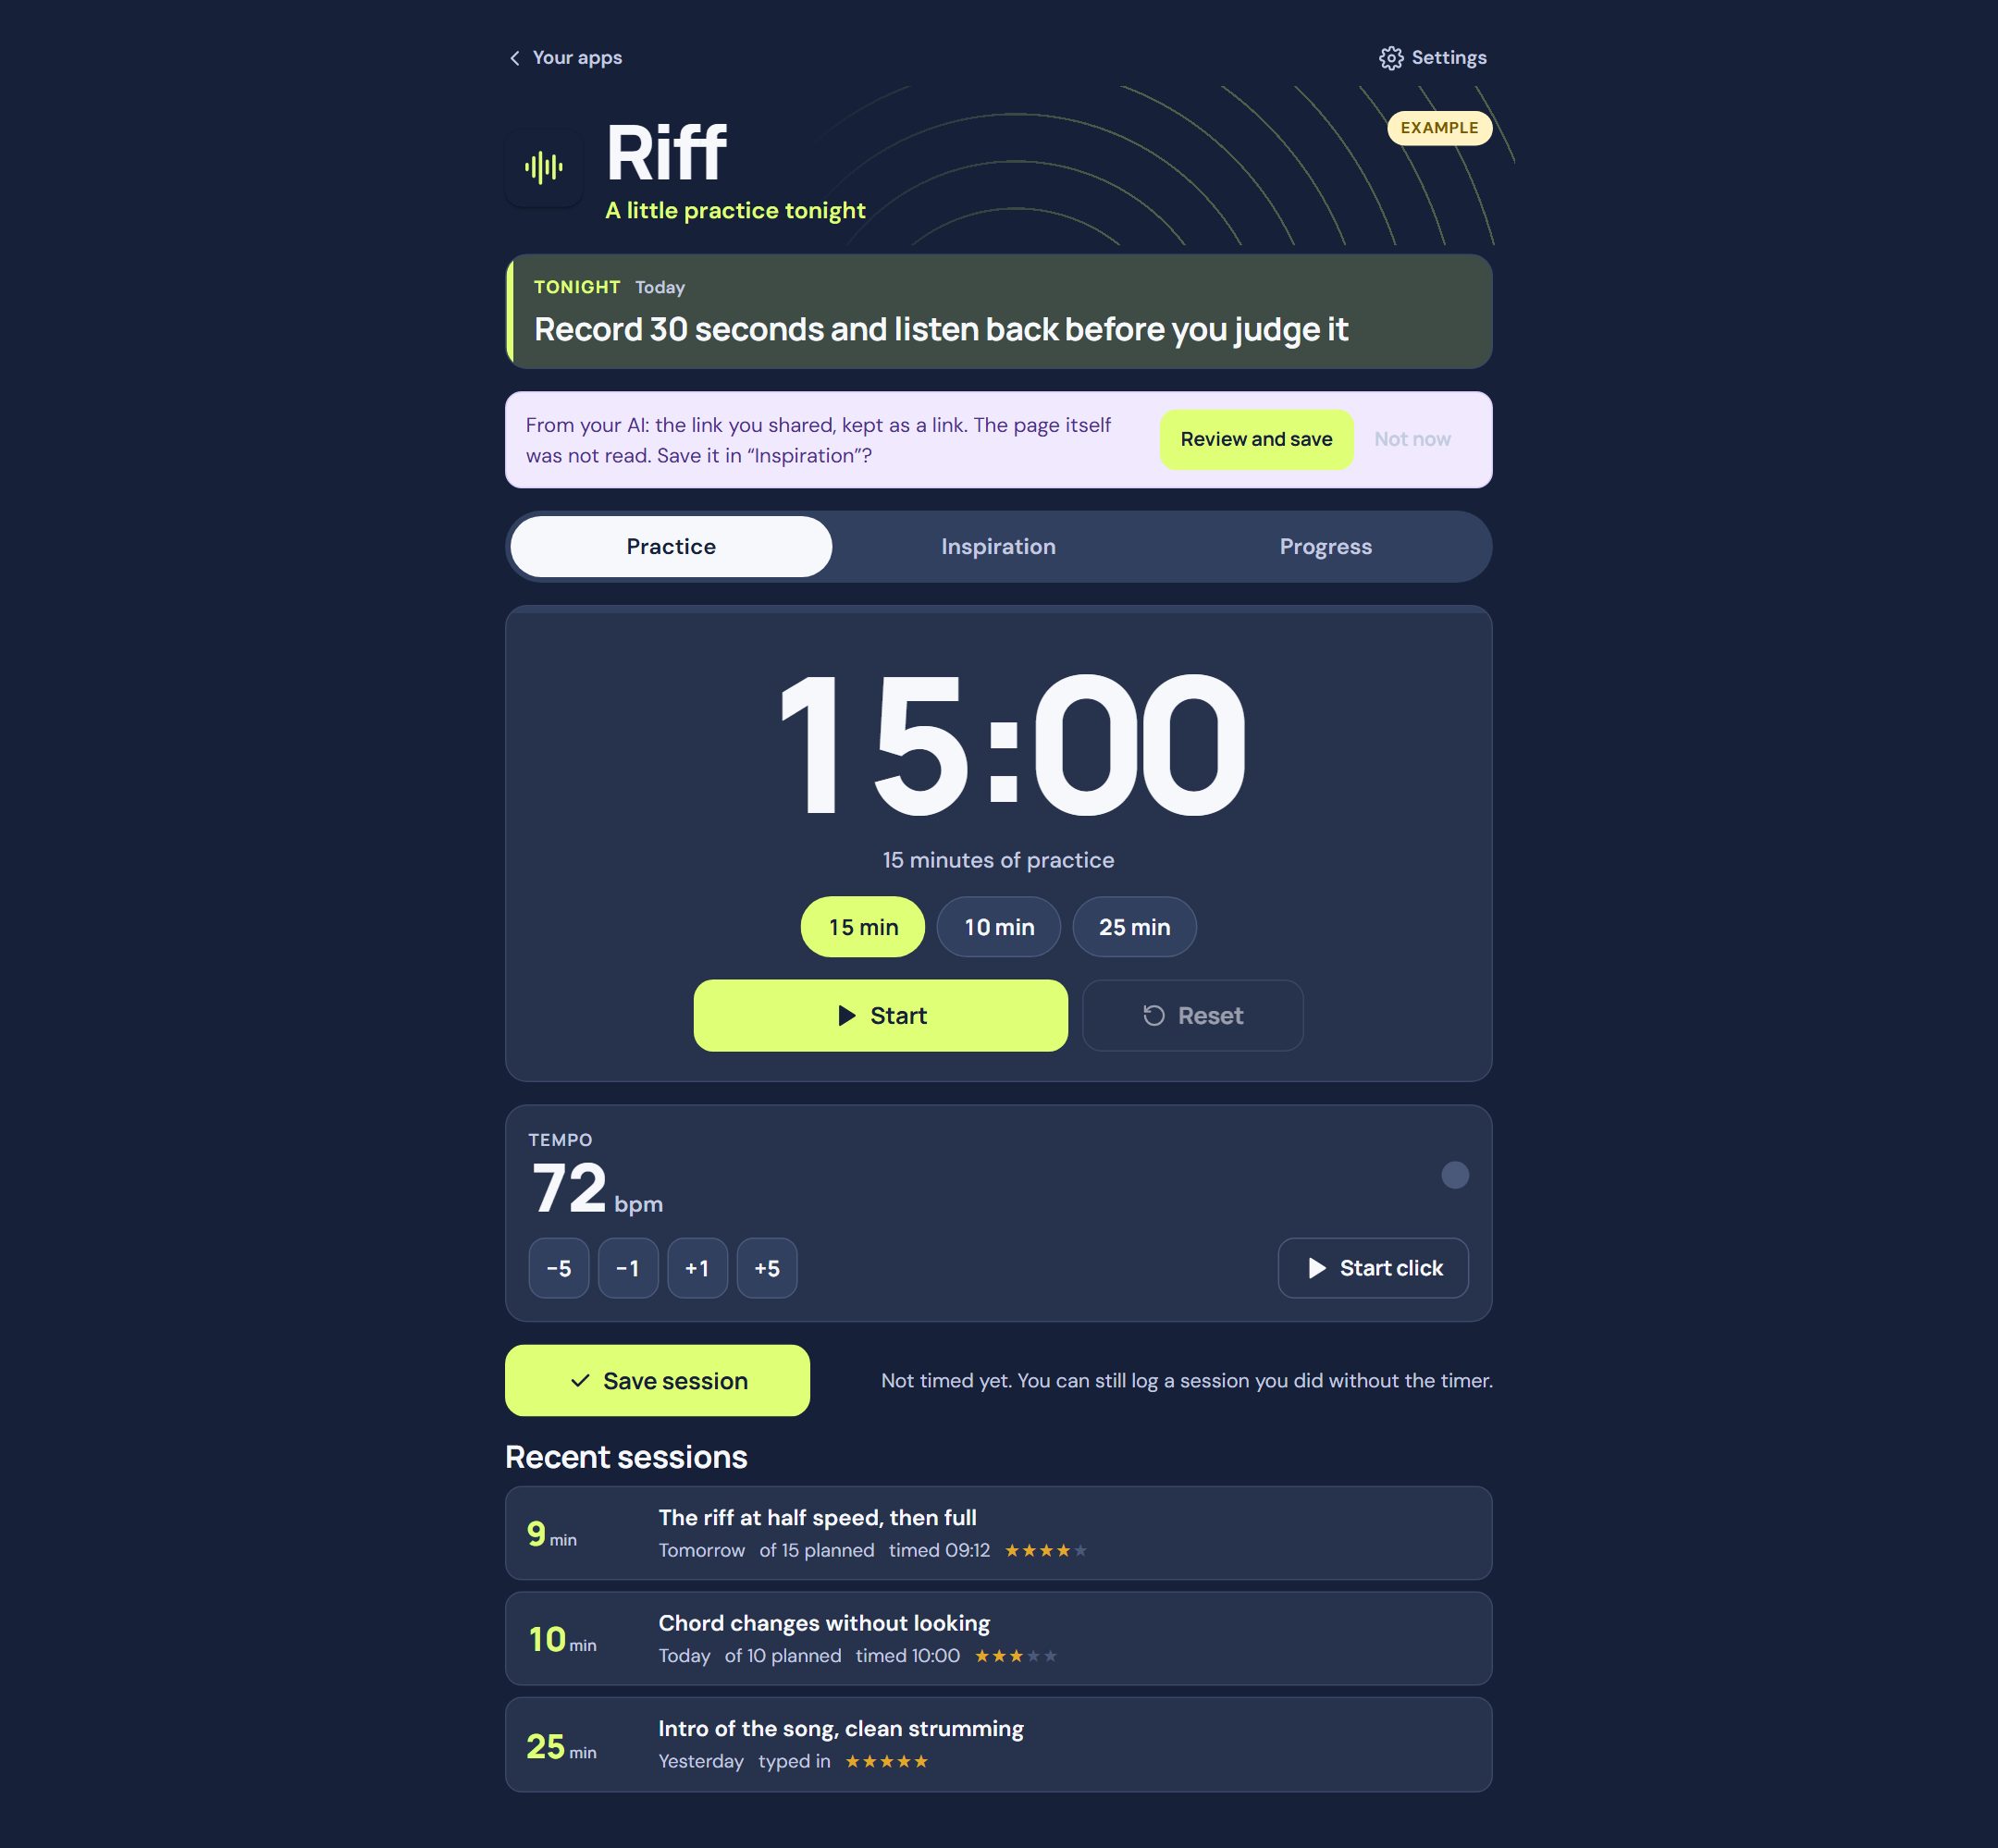 Your apps
Settings
Riff
EXAMPLE
A little practice tonight
TONIGHT Today
Record 30 seconds and listen back before you judge it
From your AI: the link you shared, kept as a link. The page itself
was not read. Save it in “Inspiration”?
Review and save
Not now
Practice
Inspiration
Progress
15:00
15 minutes of practice
15 min
10 min
25 min
Start
Reset
TEMPO
72 bpm
−5
−1
+1
+5
Start click
Save session
Not timed yet. You can still log a session you did without the timer.
Recent sessions
9 min
The riff at half speed, then full
Tomorrow of 15 planned timed 09:12 ★★★★★
10 min
Chord changes without looking
Today of 10 planned timed 10:00 ★★★★★
25 min
Intro of the song, clean strumming
Yesterday typed in ★★★★★